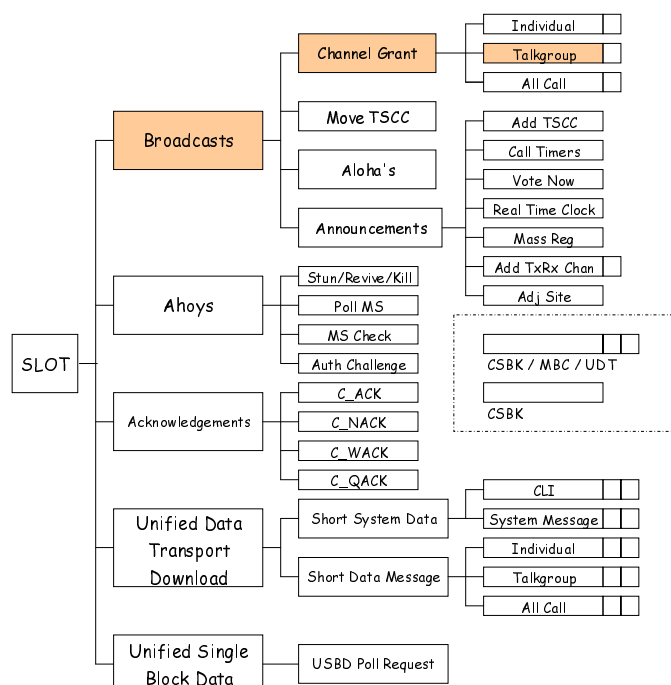 SLOT
Broadcasts
Channel Grant
Individual
Talkgroup
All Call
Move TSCC
Aloha's
Announcements
Add TSCC
Call Timers
Vote Now
Real Time Clock
Mass Reg
Add TxRx Chan
Adj Site
Ahoys
Stun/Revive/Kill
Poll MS
MS Check
Auth Challenge
CSBK / MBC / UDT
CSBK
Acknowledgements
C_ACK
C_NACK
C_WACK
C_QACK
Unified Data
Transport
Download
Short System Data
CLI
System Message
Short Data Message
Individual
Talkgroup
All Call
Unified Single
Block Data
USBD Poll Request